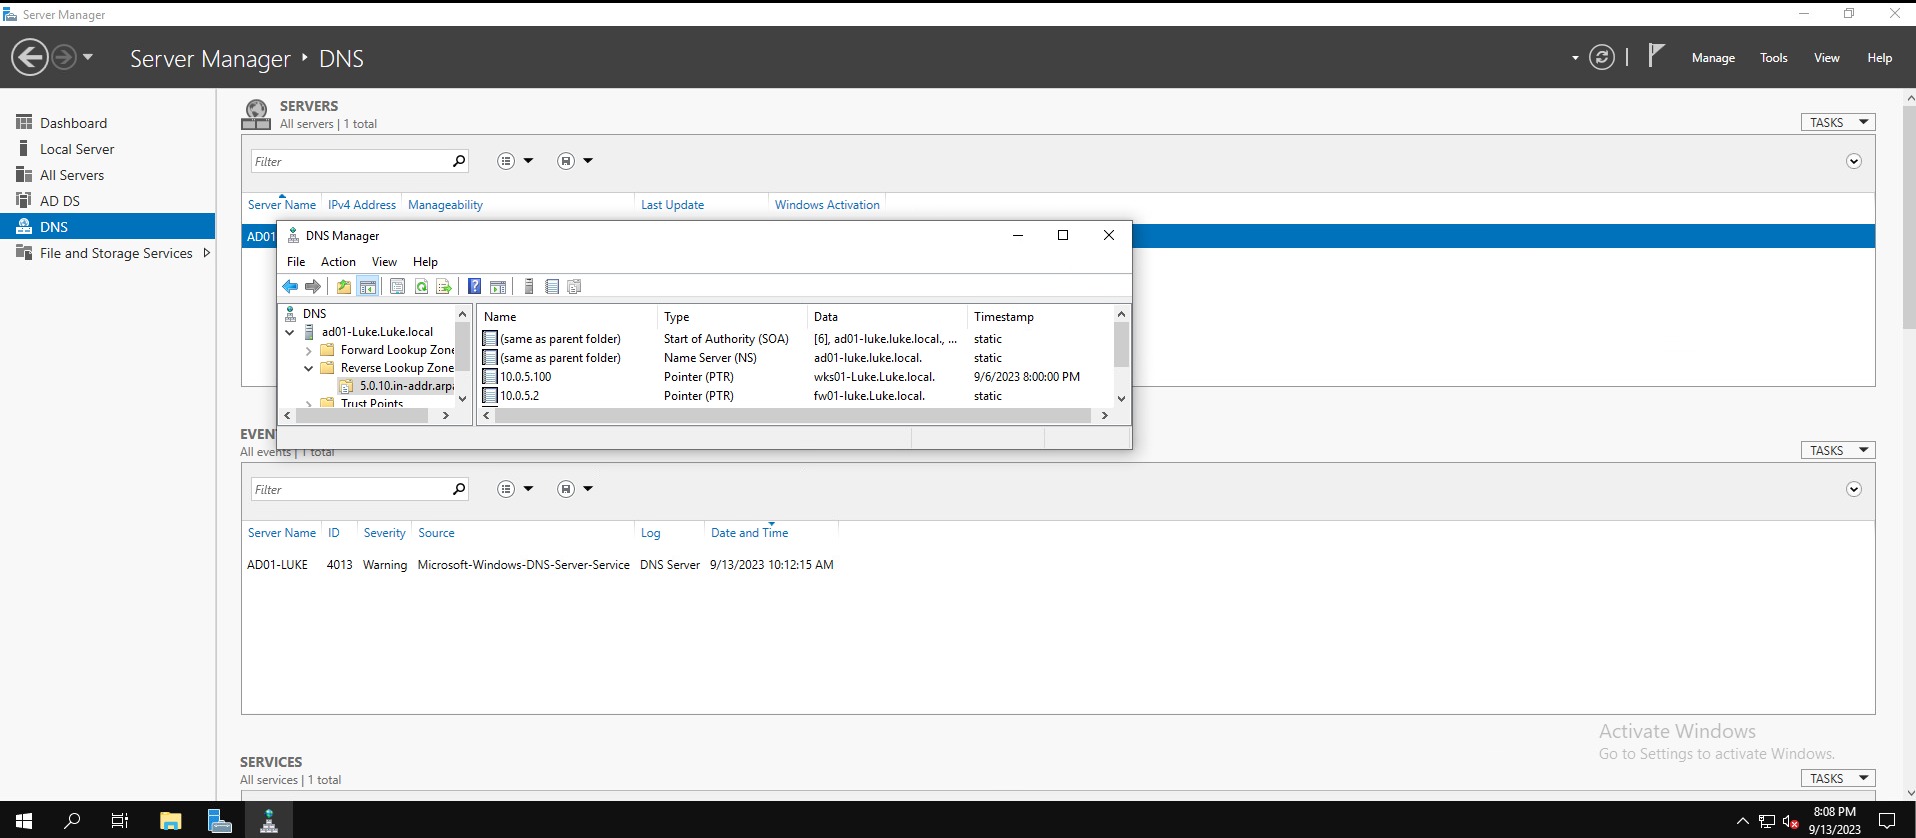 Server Manager
Server Manager ‣ DNS
Manage Tools View Help
Dashboard
Local Server
All Servers
AD DS
DNS
File and Storage Services
SERVERS
All servers | 1 total
TASKS
Filter
Server Name IPv4 Address Manageability Last Update Windows Activation
AD01
DNS Manager
File Action View Help
DNS
ad01-Luke.Luke.local
Forward Lookup Zone
Reverse Lookup Zone
5.0.10.in-addr.arpa
Trust Points
Name Type Data Timestamp
(same as parent folder) Start of Authority (SOA) [6], ad01-luke.luke.local., ... static
(same as parent folder) Name Server (NS) ad01-luke.luke.local. static
10.0.5.100 Pointer (PTR) wks01-Luke.Luke.local. 9/6/2023 8:00:00 PM
10.0.5.2 Pointer (PTR) fw01-luke.Luke.local. static
EVEN
All events | 1 total
TASKS
Filter
Server Name ID Severity Source Log Date and Time
AD01-LUKE 4013 Warning Microsoft-Windows-DNS-Server-Service DNS Server 9/13/2023 10:12:15 AM
Activate Windows
Go to Settings to activate Windows.
SERVICES
All services | 1 total
TASKS
8:08 PM
9/13/2023